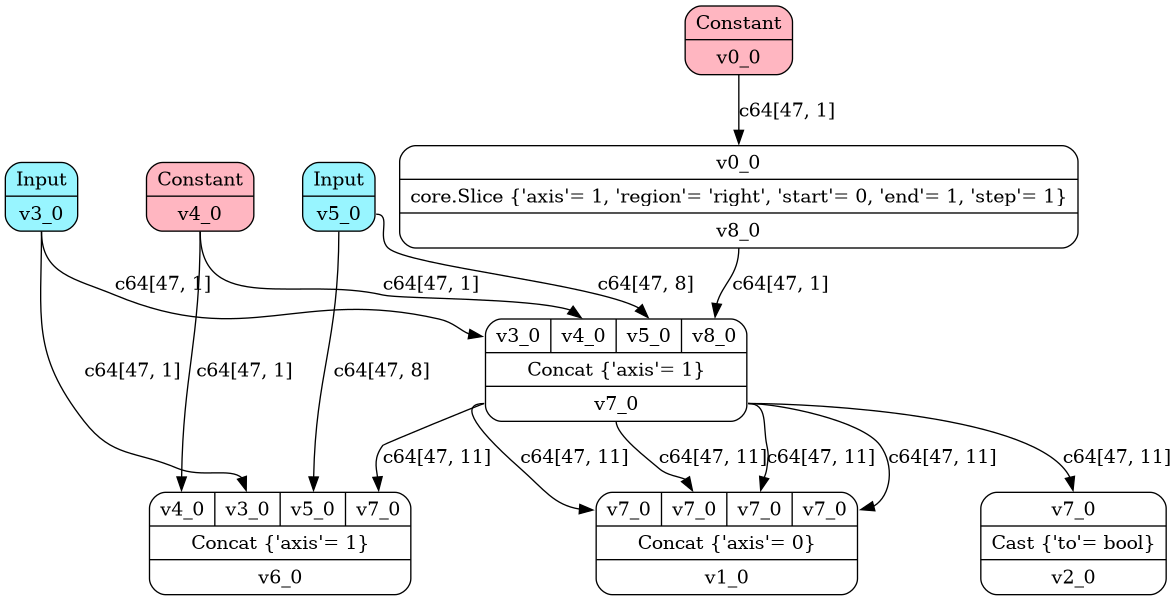 Constant
v0_0
c64[47, 1]
Input
v3_0
Constant
v4_0
Input
v5_0
v0_0
core.Slice {'axis'= 1, 'region'= 'right', 'start'= 0, 'end'= 1, 'step'= 1}
v8_0
c64[47, 1]
c64[47, 1]
c64[47, 8]
c64[47, 1]
v3_0 v4_0 v5_0 v8_0
Concat {'axis'= 1}
v7_0
c64[47, 1]
c64[47, 1]
c64[47, 8]
c64[47, 11]
c64[47, 11]
c64[47, 11]
c64[47, 11]
c64[47, 11]
c64[47, 11]
v4_0 v3_0 v5_0 v7_0
Concat {'axis'= 1}
v6_0
v7_0 v7_0 v7_0 v7_0
Concat {'axis'= 0}
v1_0
v7_0
Cast {'to'= bool}
v2_0